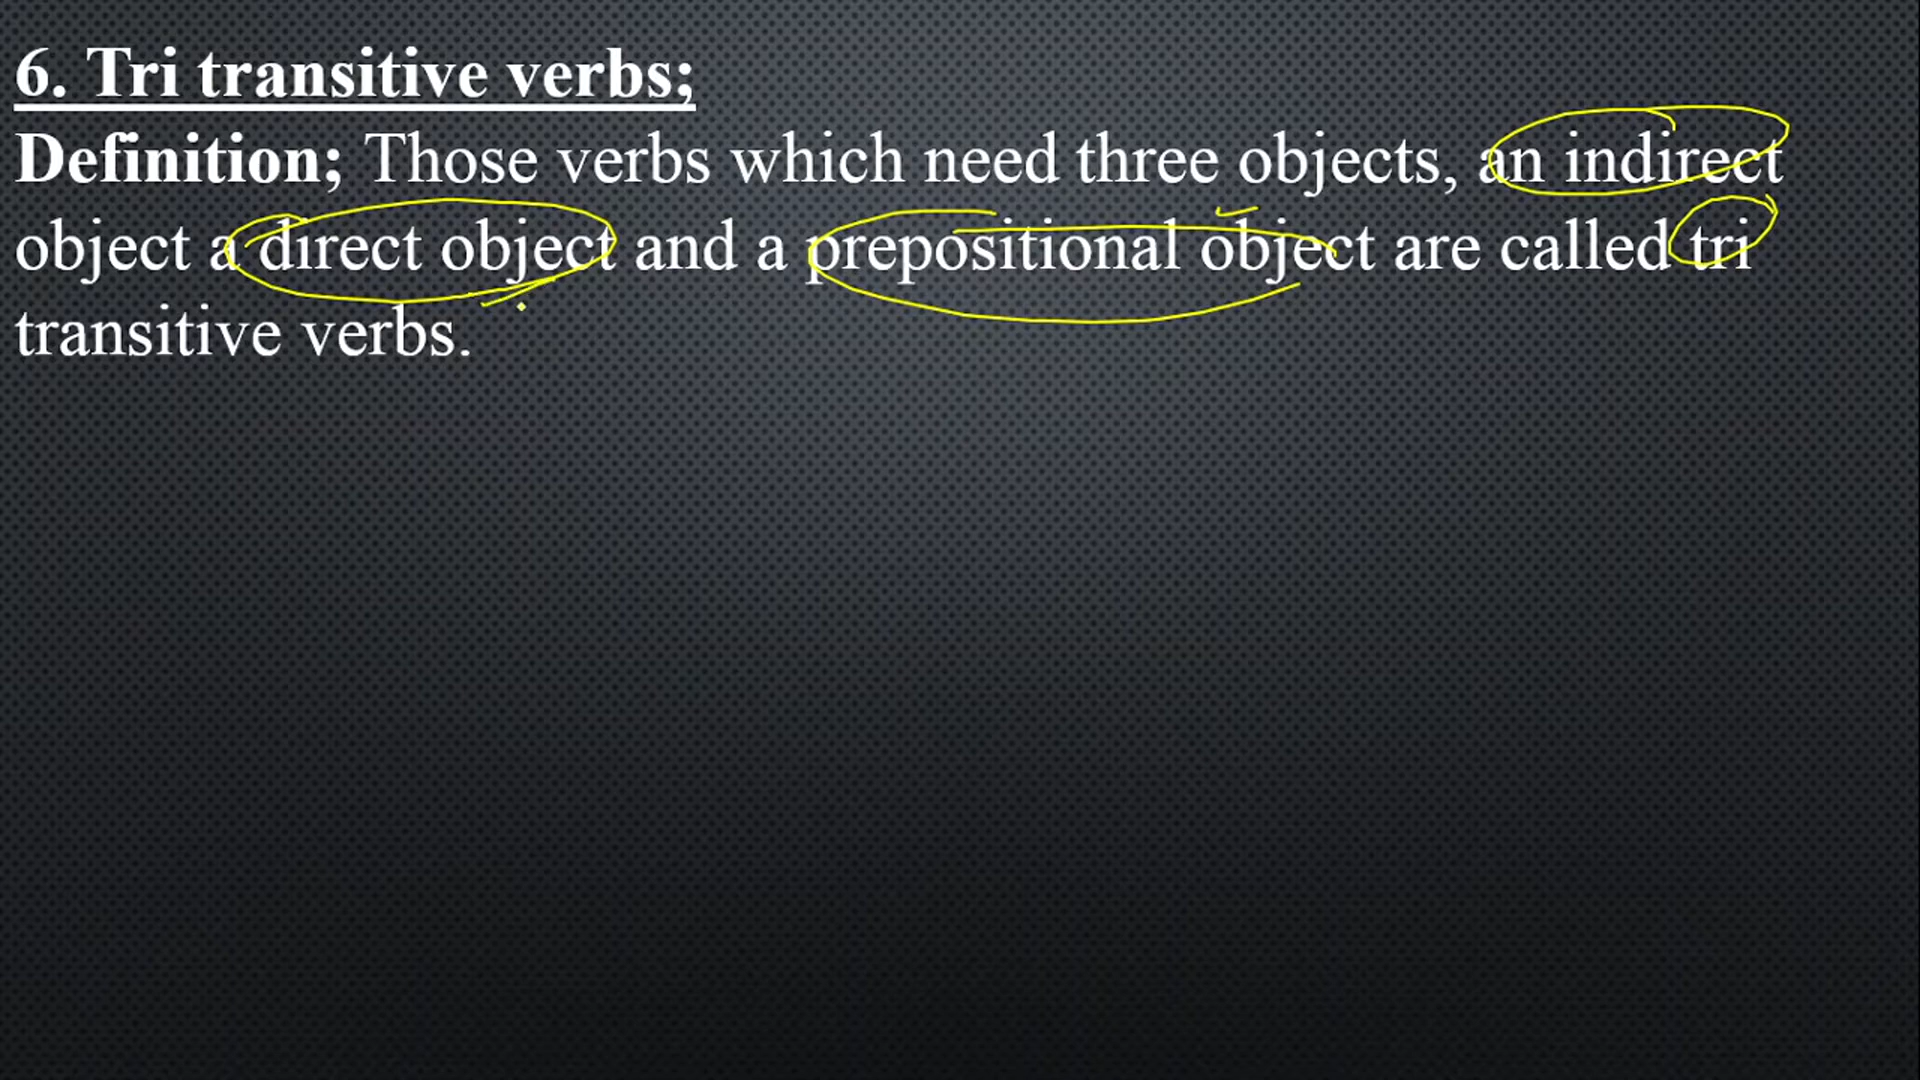 6. Tri transitive verbs;
Definition; Those verbs which need three objects, an indirect
object a direct object and a prepositional object are called tri
transitive verbs.